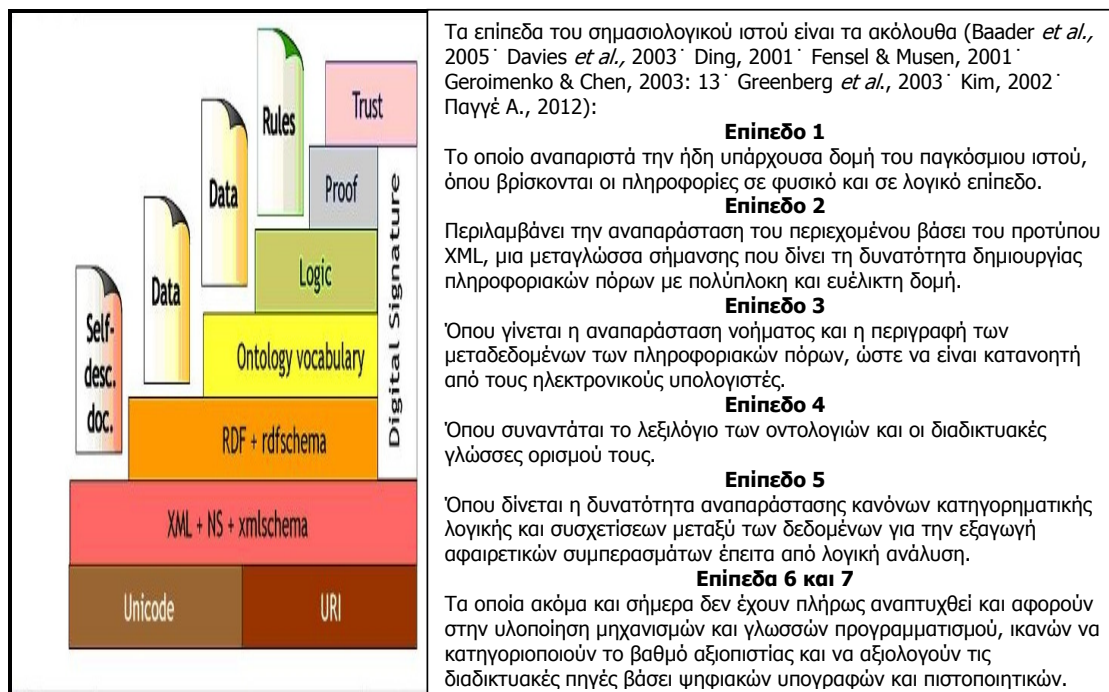 Trust
Rules
Proof
Data
Logic
Digital Signature
Data
Ontology vocabulary
Self-
desc.
doc.
RDF + rdfschema
XML + NS + xmlschema
Unicode
URI
Τα επίπεδα του σημασιολογικού ιστού είναι τα ακόλουθα (Baader et al.,
2005˙ Davies et al., 2003˙ Ding, 2001˙ Fensel & Musen, 2001˙
Geroimenko & Chen, 2003: 13˙ Greenberg et al., 2003˙ Kim, 2002˙
Παγγέ Α., 2012):
Επίπεδο 1
Το οποίο αναπαριστά την ήδη υπάρχουσα δομή του παγκόσμιου ιστού,
όπου βρίσκονται οι πληροφορίες σε φυσικό και σε λογικό επίπεδο.
Επίπεδο 2
Περιλαμβάνει την αναπαράσταση του περιεχομένου βάσει του προτύπου
XML, μια μεταγλώσσα σήμανσης που δίνει τη δυνατότητα δημιουργίας
πληροφοριακών πόρων με πολύπλοκη και ευέλικτη δομή.
Επίπεδο 3
Όπου γίνεται η αναπαράσταση νοήματος και η περιγραφή των
μεταδεδομένων των πληροφοριακών πόρων, ώστε να είναι κατανοητή
από τους ηλεκτρονικούς υπολογιστές.
Επίπεδο 4
Όπου συναντάται το λεξιλόγιο των οντολογιών και οι διαδικτυακές
γλώσσες ορισμού τους.
Επίπεδο 5
Όπου δίνεται η δυνατότητα αναπαράστασης κανόνων κατηγορηματικής
λογικής και συσχετίσεων μεταξύ των δεδομένων για την εξαγωγή
αφαιρετικών συμπερασμάτων έπειτα από λογική ανάλυση.
Επίπεδα 6 και 7
Τα οποία ακόμα και σήμερα δεν έχουν πλήρως αναπτυχθεί και αφορούν
στην υλοποίηση μηχανισμών και γλωσσών προγραμματισμού, ικανών να
κατηγοριοποιούν το βαθμό αξιοπιστίας και να αξιολογούν τις
διαδικτυακές πηγές βάσει ψηφιακών υπογραφών και πιστοποιητικών.